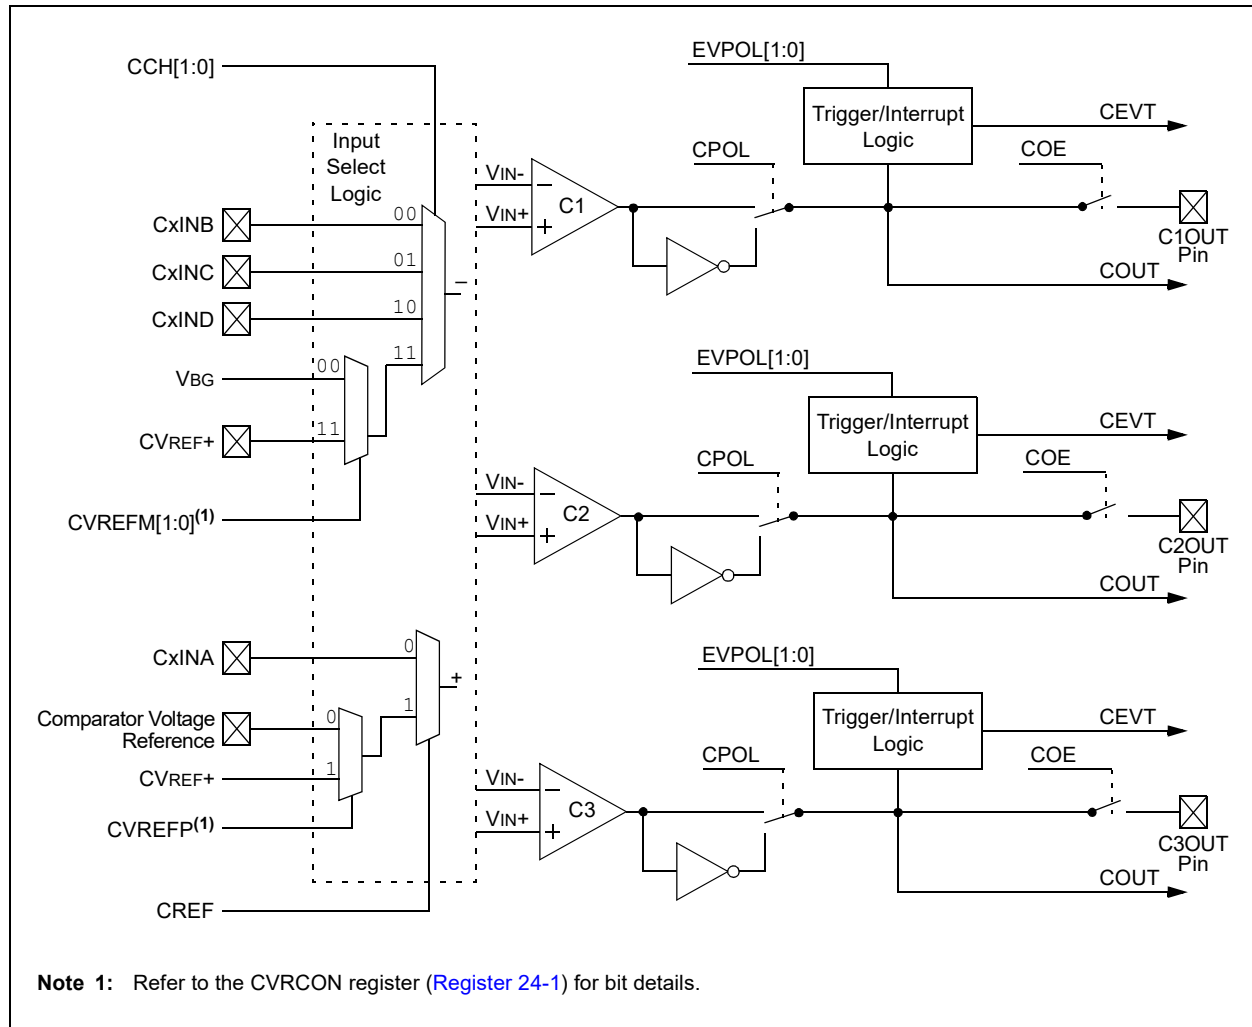 CCH[1:0]
Input
Select
Logic
CxINB
00
CxINC
01
CxIND
10
11
–
VBG
00
CVREF+
11
CVREFM[1:0](1)
CxINA
0
+
Comparator Voltage
Reference
0
1
CVREF+
1
CVREFP(1)
CREF
EVPOL[1:0]
Trigger/Interrupt
Logic
CEVT
CPOL
COE
VIN-
–
VIN+
+
C1
C1OUT
Pin
COUT
EVPOL[1:0]
Trigger/Interrupt
Logic
CEVT
CPOL
COE
VIN-
–
VIN+
+
C2
C2OUT
Pin
COUT
EVPOL[1:0]
Trigger/Interrupt
Logic
CEVT
CPOL
COE
VIN-
–
VIN+
+
C3
C3OUT
Pin
COUT
Note 1: Refer to the CVRCON register (Register 24-1) for bit details.